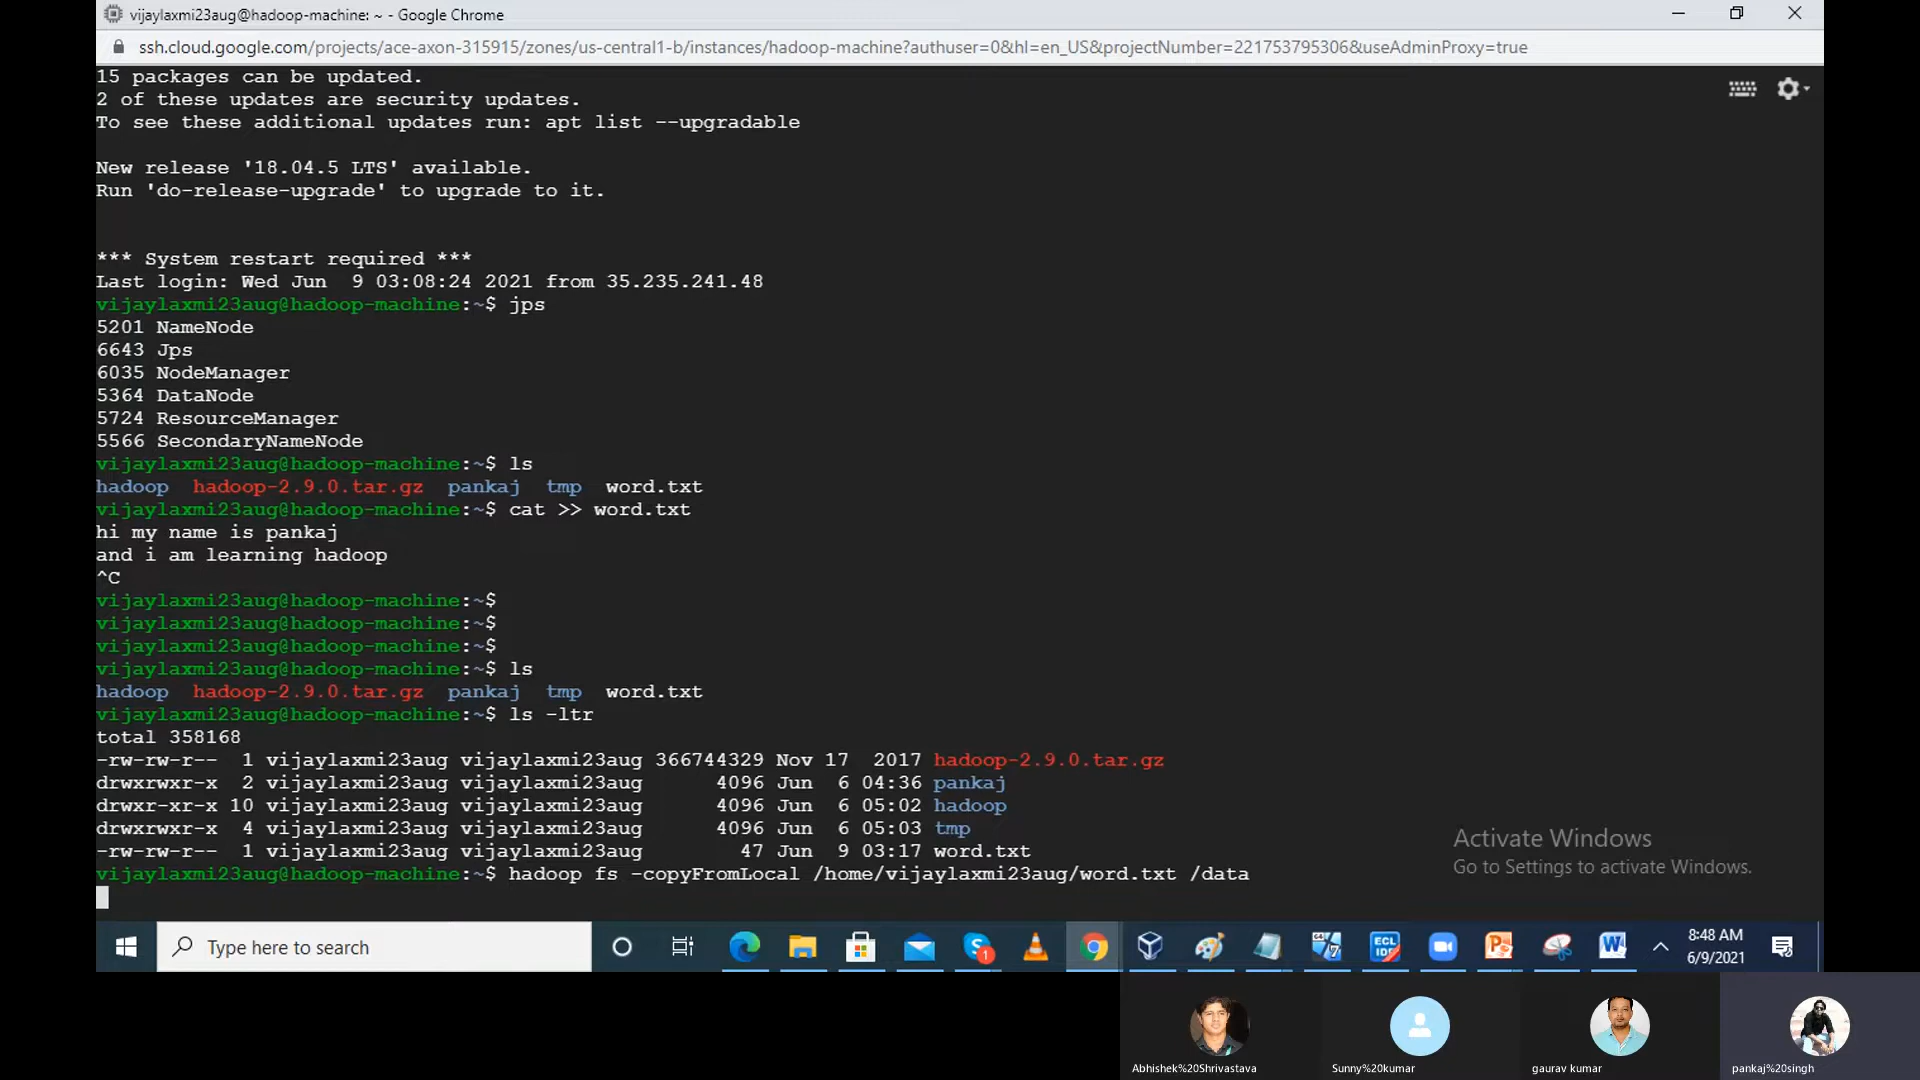 vijaylaxmi23aug@hadoop-machine: ~ - Google Chrome
ssh.cloud.google.com/projects/ace-axon-315915/zones/us-central1-b/instances/hadoop-machine?authuser=0&hl=en_US&projectNumber=221753795306&useAdminProxy=true
15 packages can be updated.
2 of these updates are security updates.
To see these additional updates run: apt list --upgradable
New release '18.04.5 LTS' available.
Run 'do-release-upgrade' to upgrade to it.
*** System restart required ***
Last login: Wed Jun  9 03:08:24 2021 from 35.235.241.48
vijaylaxmi23aug@hadoop-machine:~$ jps
5201 NameNode
6643 Jps
6035 NodeManager
5364 DataNode
5724 ResourceManager
5566 SecondaryNameNode
vijaylaxmi23aug@hadoop-machine:~$ ls
hadoop  hadoop-2.9.0.tar.gz  pankaj  tmp  word.txt
vijaylaxmi23aug@hadoop-machine:~$ cat >> word.txt
hi my name is pankaj
and i am learning hadoop
^C
vijaylaxmi23aug@hadoop-machine:~$
vijaylaxmi23aug@hadoop-machine:~$
vijaylaxmi23aug@hadoop-machine:~$
vijaylaxmi23aug@hadoop-machine:~$ ls
hadoop  hadoop-2.9.0.tar.gz  pankaj  tmp  word.txt
vijaylaxmi23aug@hadoop-machine:~$ ls -ltr
total 358168
-rw-rw-r--  1 vijaylaxmi23aug vijaylaxmi23aug 366744329 Nov 17  2017 hadoop-2.9.0.tar.gz
drwxrwxr-x  2 vijaylaxmi23aug vijaylaxmi23aug      4096 Jun  6 04:36 pankaj
drwxr-xr-x 10 vijaylaxmi23aug vijaylaxmi23aug      4096 Jun  6 05:02 hadoop
drwxrwxr-x  4 vijaylaxmi23aug vijaylaxmi23aug      4096 Jun  6 05:03 tmp
-rw-rw-r--  1 vijaylaxmi23aug vijaylaxmi23aug        47 Jun  9 03:17 word.txt
vijaylaxmi23aug@hadoop-machine:~$ hadoop fs -copyFromLocal /home/vijaylaxmi23aug/word.txt /data
Activate Windows
Go to Settings to activate Windows.
Type here to search
1
64
7
ECL
IDE
P
W
8:48 AM
6/9/2021
Abhishek%20Shrivastava
Sunny%20kumar
gaurav kumar
pankaj%20singh